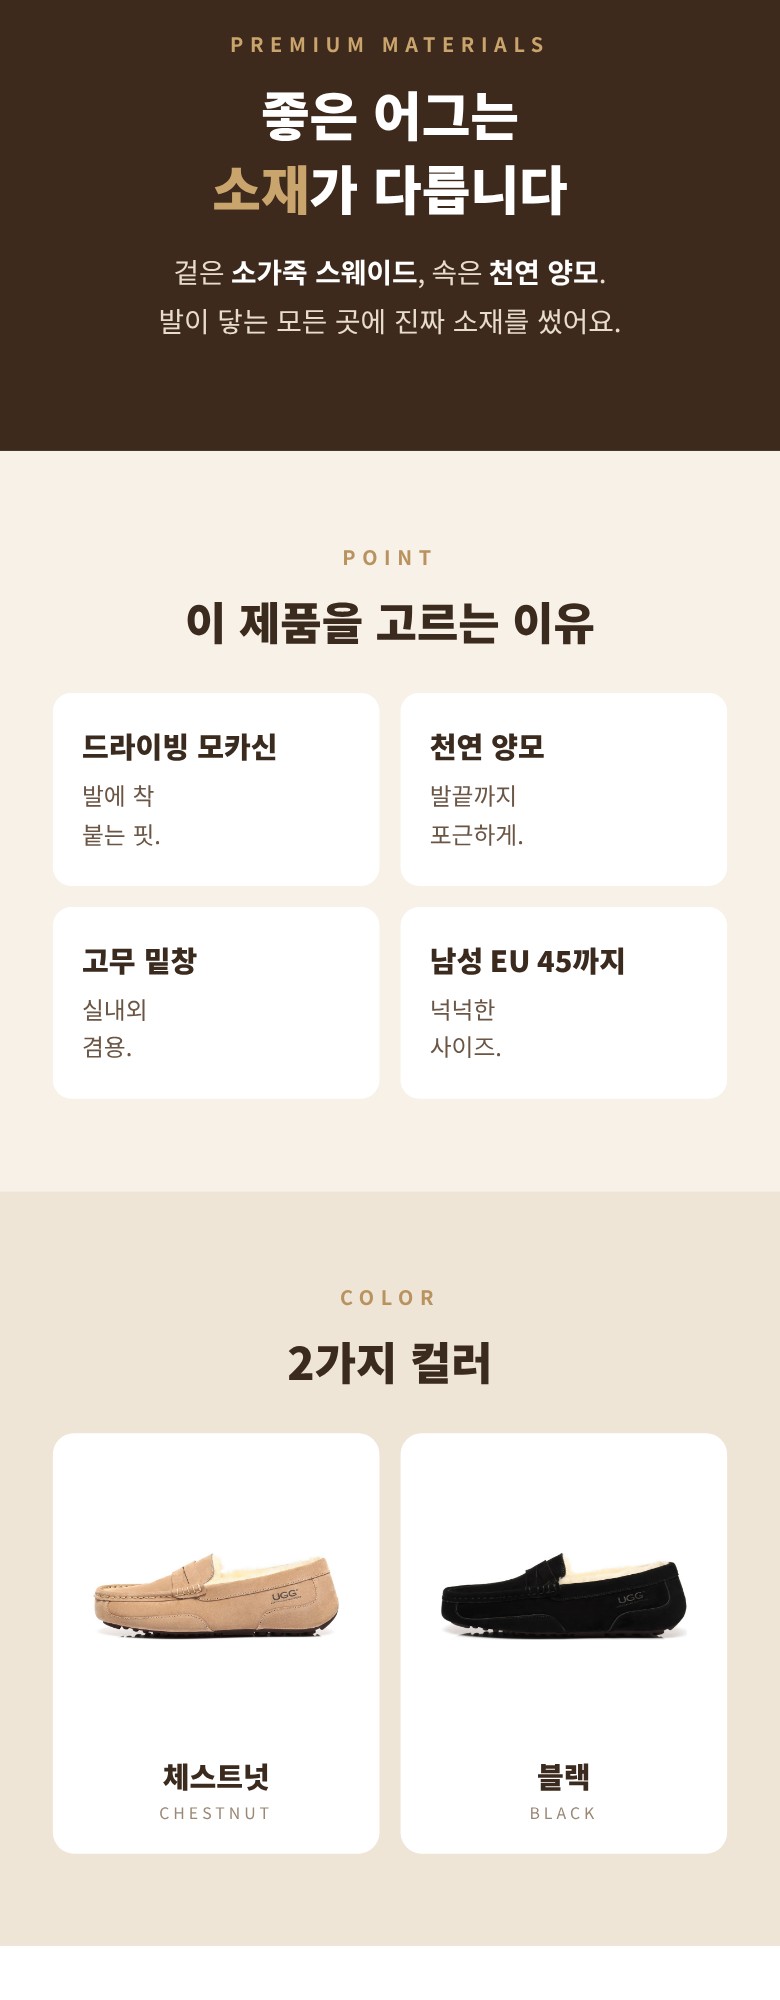 PREMIUM MATERIALS
좋은 어그는
소재가 다릅니다
겉은 소가죽 스웨이드, 속은 천연 양모.
발이 닿는 모든 곳에 진짜 소재를 썼어요.
POINT
이 제품을 고르는 이유
드라이빙 모카신
발에 착
붙는 핏.
천연 양모
발끝까지
포근하게.
고무 밑창
실내외
겸용.
남성 EU 45까지
넉넉한
사이즈.
COLOR
2가지 컬러
UGG
체스트넛
CHESTNUT
UGG
블랙
BLACK